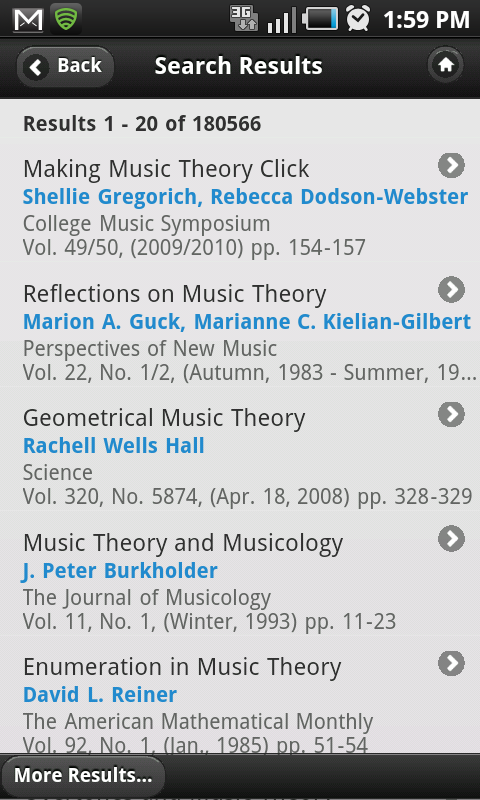 3G
1:59 PM
Back
Search Results
Results 1 - 20 of 180566
Making Music Theory Click
Shellie Gregorich, Rebecca Dodson-Webster
College Music Symposium
Vol. 49/50, (2009/2010) pp. 154-157
Reflections on Music Theory
Marion A. Guck, Marianne C. Kielian-Gilbert
Perspectives of New Music
Vol. 22, No. 1/2, (Autumn, 1983 - Summer, 19...
Geometrical Music Theory
Rachell Wells Hall
Science
Vol. 320, No. 5874, (Apr. 18, 2008) pp. 328-329
Music Theory and Musicology
J. Peter Burkholder
The Journal of Musicology
Vol. 11, No. 1, (Winter, 1993) pp. 11-23
Enumeration in Music Theory
David L. Reiner
The American Mathematical Monthly
Vol. 92, No. 1, (Jan., 1985) pp. 51-54
More Results...